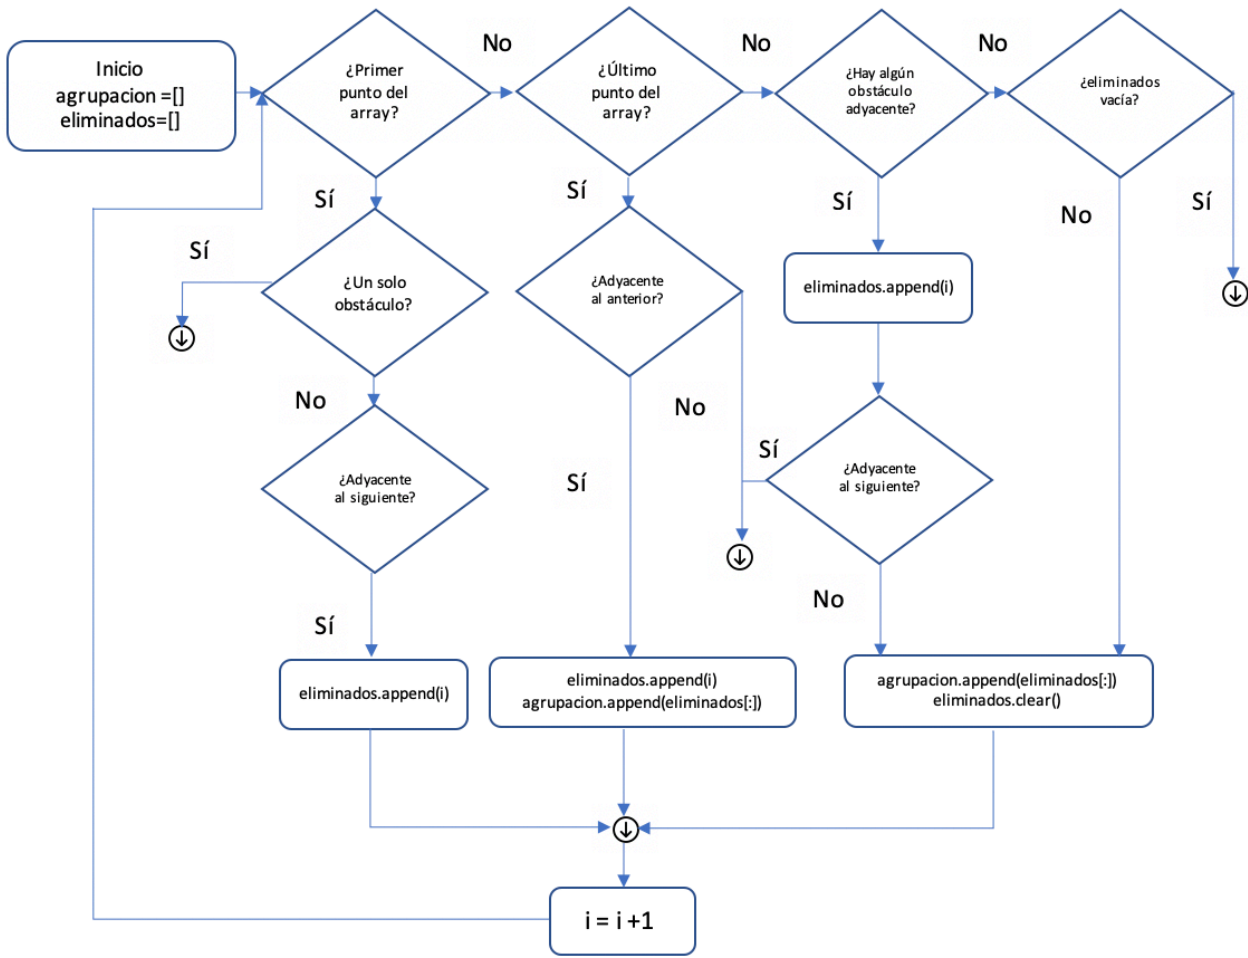 Inicio
agrupacion =[]
eliminados=[]
¿Primer
punto del
array?
No
¿Último
punto del
array?
No
¿Hay algún
obstáculo
adyacente?
No
¿eliminados
vacía?
Sí
Sí
Sí
No
Sí
Sí
¿Un solo
obstáculo?
¿Adyacente
al anterior?
eliminados.append(i)
No
No
Sí
¿Adyacente
al siguiente?
Sí
¿Adyacente
al siguiente?
Sí
No
eliminados.append(i)
eliminados.append(i)
agrupacion.append(eliminados[:])
agrupacion.append(eliminados[:])
eliminados.clear()
i = i +1